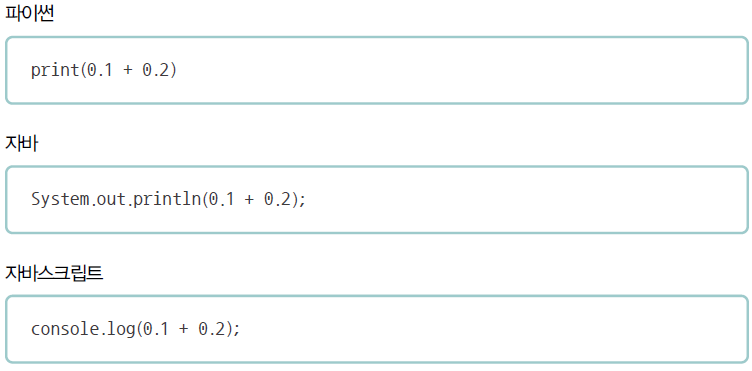 파이썬
print(0.1 + 0.2)
자바
System.out.println(0.1 + 0.2);
자바스크립트
console.log(0.1 + 0.2);